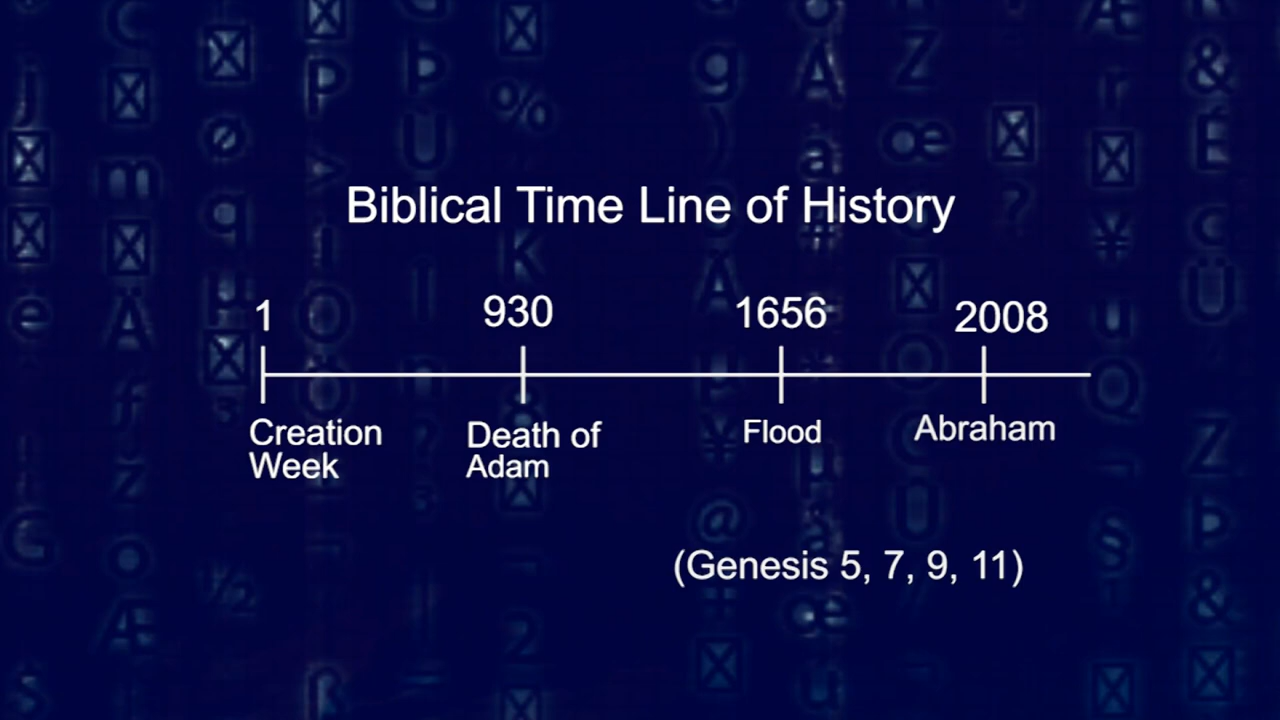 Biblical Time Line of History
1 930 1656 2008
Creation Week
Death of Adam
Flood
Abraham
(Genesis 5, 7, 9, 11)